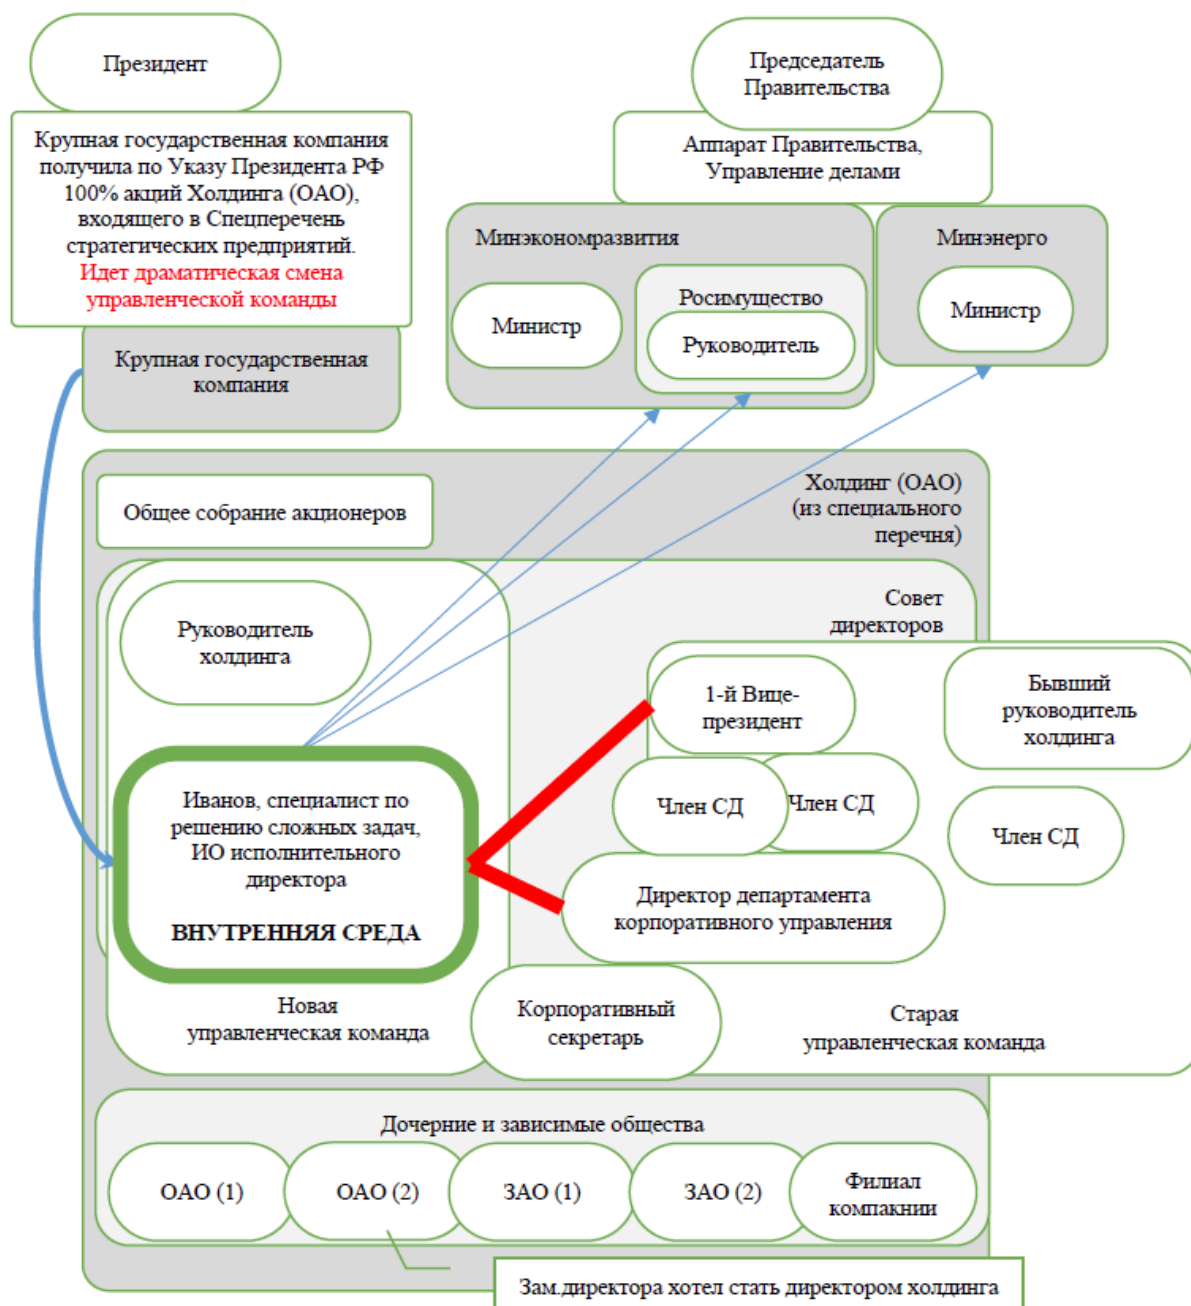 Президент
Крупная государственная компания
получила по Указу Президента РФ
100% акций Холдинга (ОАО),
входящего в Спецперечень
стратегических предприятий.
Идет драматическая смена
управленческой команды
Крупная государственная
компания
Председатель
Правительства
Аппарат Правительства,
Управление делами
Минэкономразвития
Министр
Росимущество
Руководитель
Минэнерго
Министр
Холдинг (ОАО)
(из специального
перечня)
Общее собрание акционеров
Совет
директоров
Руководитель
холдинга
1-й Вице-
президент
Бывший
руководитель
холдинга
Член СД
Член СД
Член СД
Иванов, специалист по
решению сложных задач,
ИО исполнительного
директора
ВНУТРЕННЯЯ СРЕДА
Директор департамента
корпоративного управления
Новая
управленческая команда
Корпоративный
секретарь
Старая
управленческая команда
Дочерние и зависимые общества
ОАО (1)
ОАО (2)
ЗАО (1)
ЗАО (2)
Филиал
компакнии
Зам.директора хотел стать директором холдинга